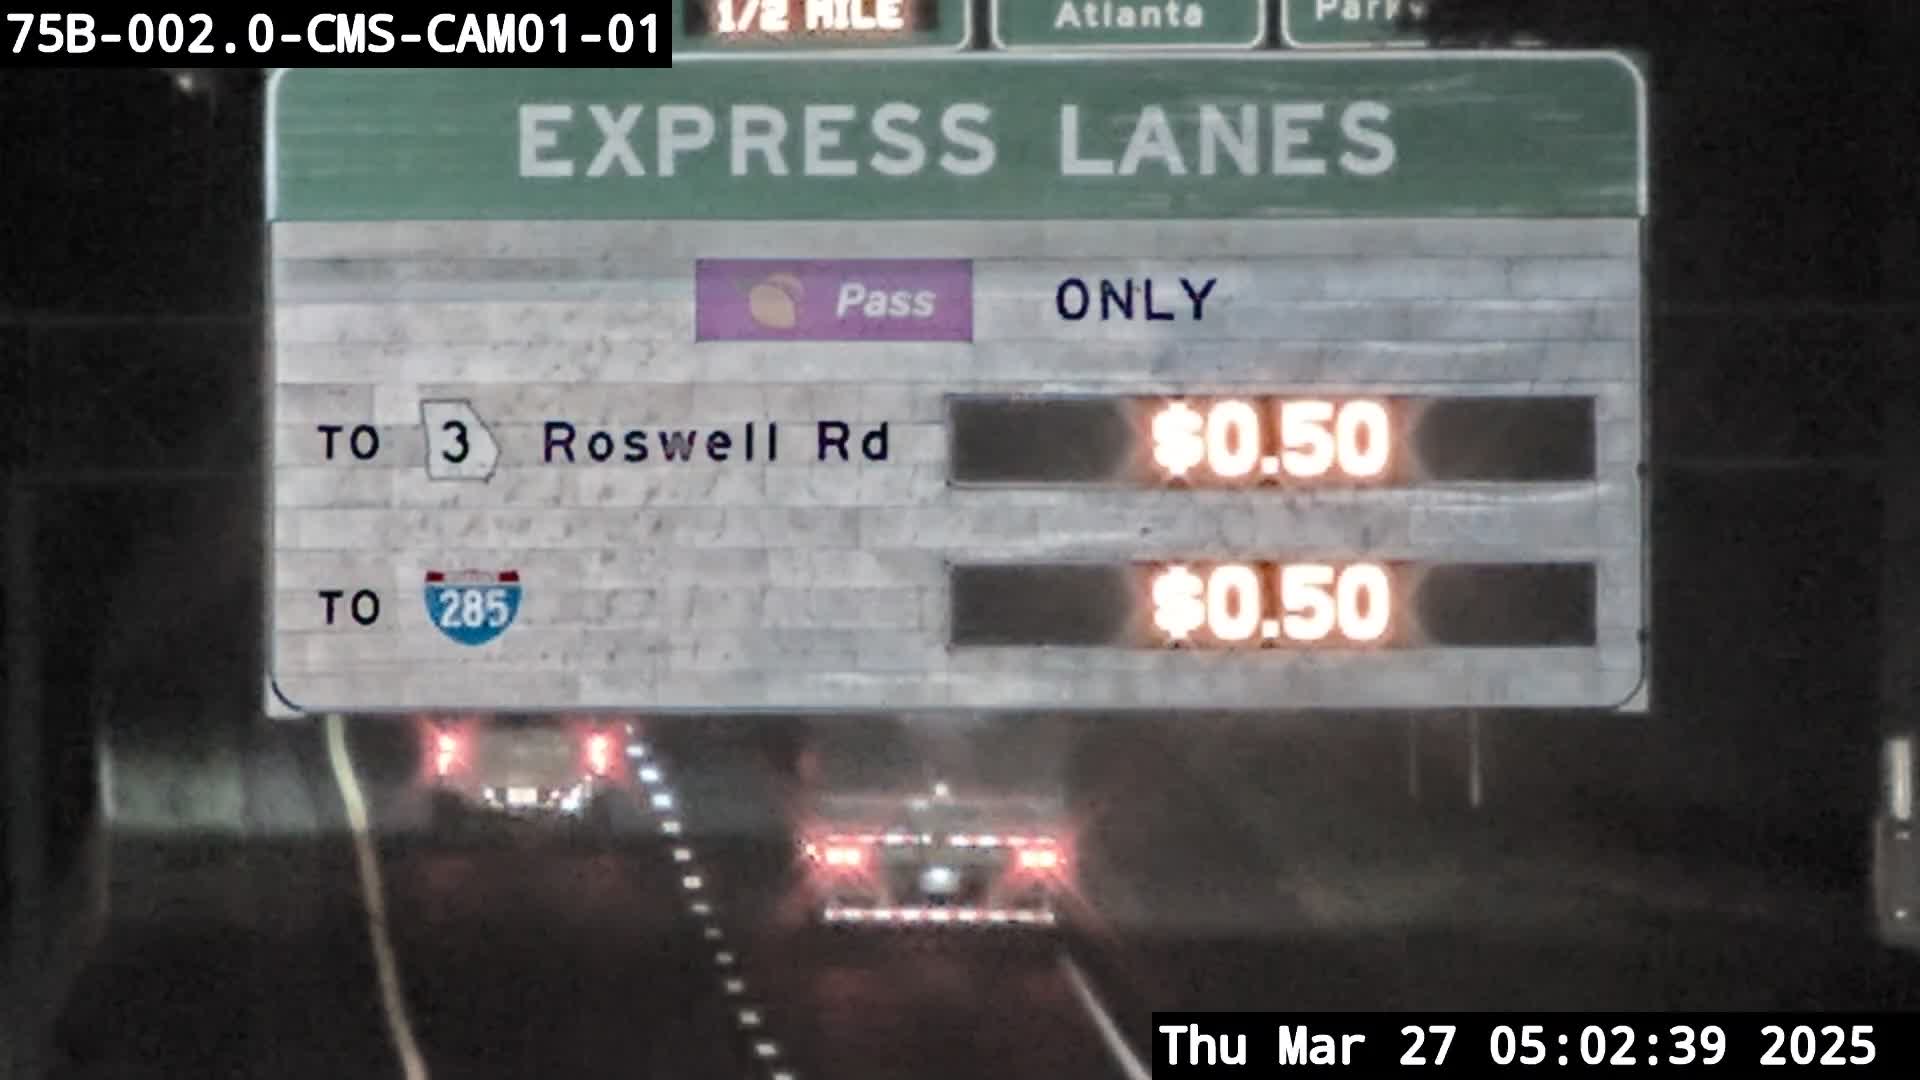 75B-002.0-CMS-CAM01-01
1/2 MILE
Atlanta
EXPRESS LANES
Pass ONLY
TO 3 Roswell Rd $0.50
TO 285 $0.50
Thu Mar 27 05:02:39 2025